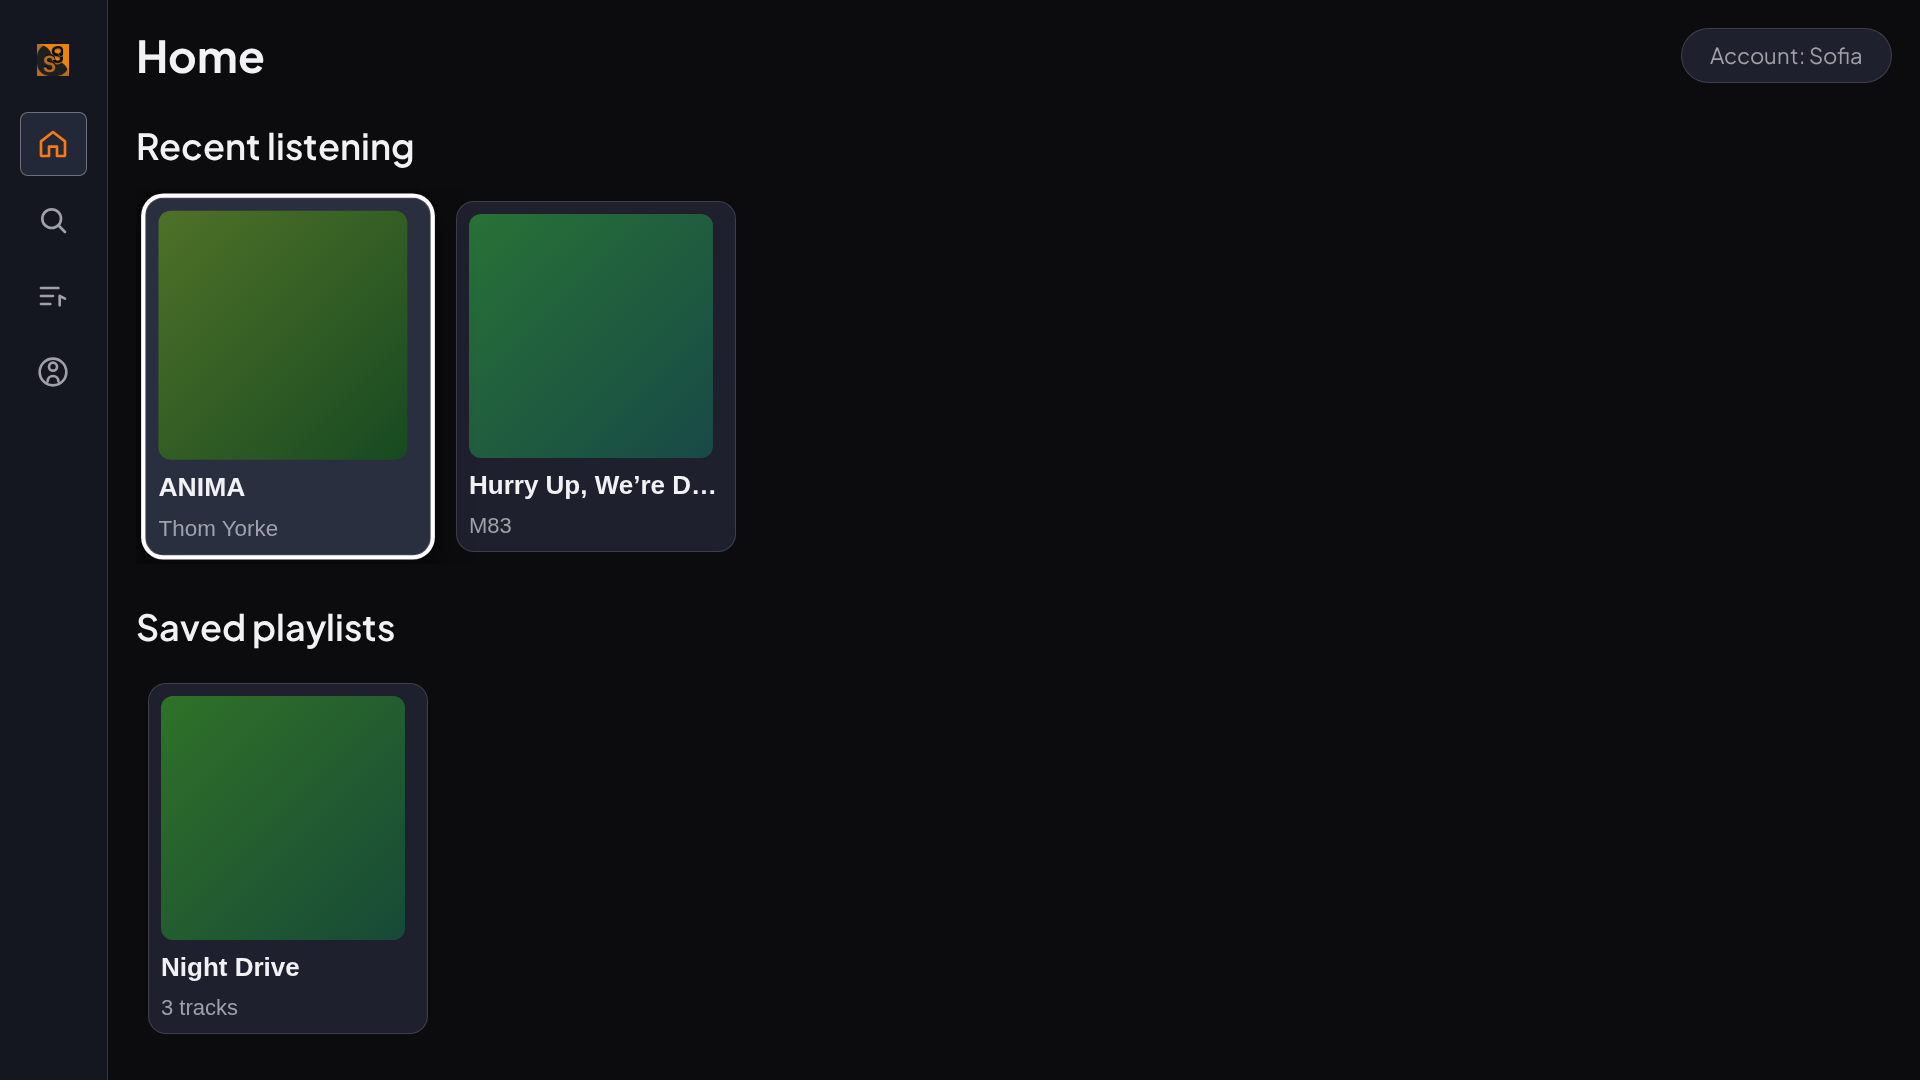 Home
Account: Sofia
Recent listening
ANIMA
Thom Yorke
Hurry Up, We’re D…
M83
Saved playlists
Night Drive
3 tracks